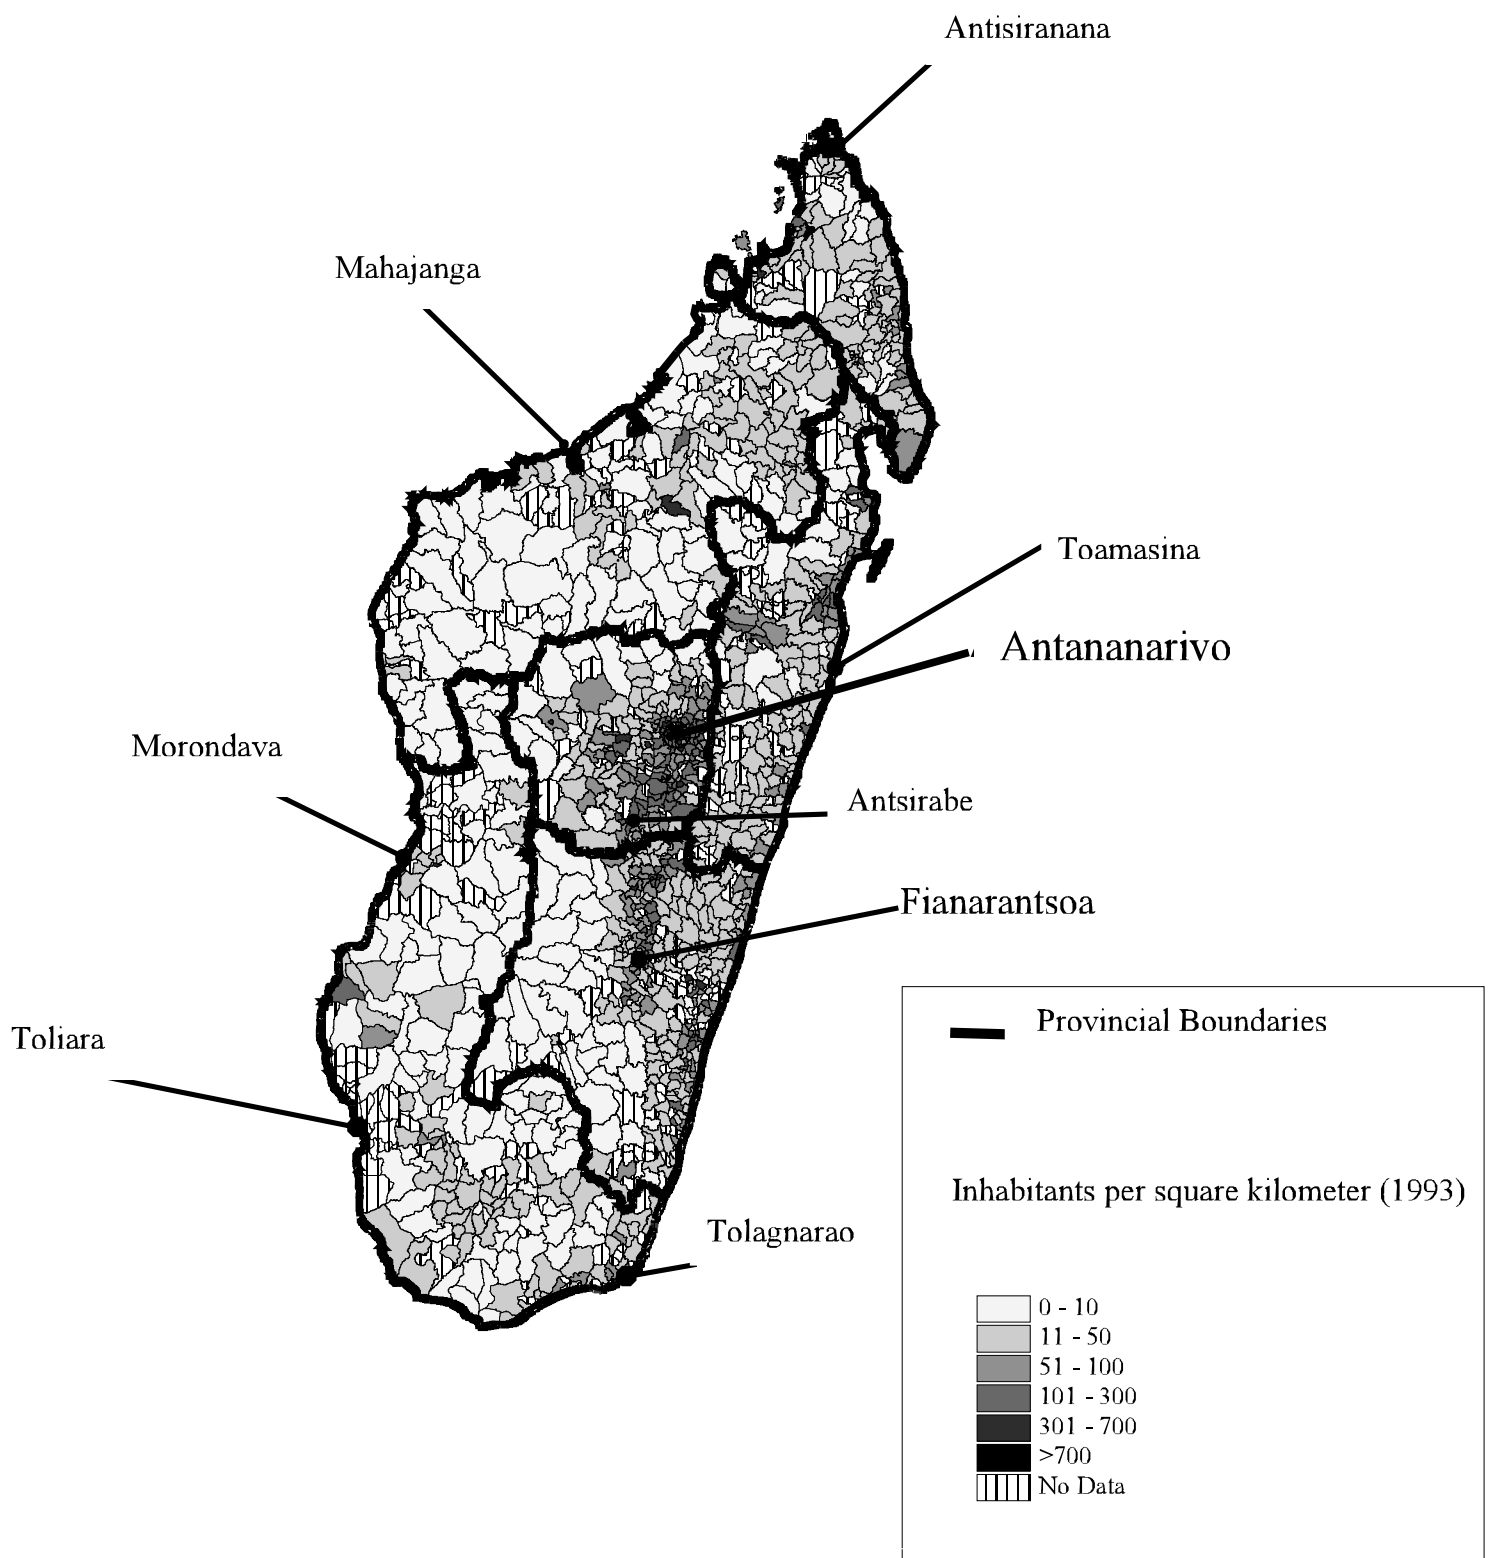 Antisiranana
Mahajanga
Toamasina
Antananarivo
Morondava
Antsirabe
Fianarantsoa
Toliara
Provincial Boundaries
Inhabitants per square kilometer (1993)
Tolagnarao
0 - 10
11 - 50
51 - 100
101 - 300
301 - 700
>700
No Data